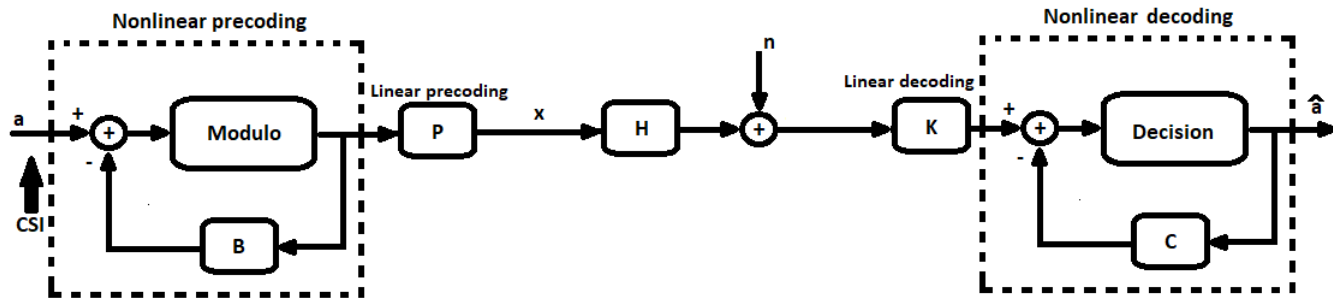 Nonlinear precoding
Nonlinear decoding
n
Linear precoding
Linear decoding
a
+
+
Modulo
P
x
H
+
K
+
+
Decision
â
-
-
CSI
B
C